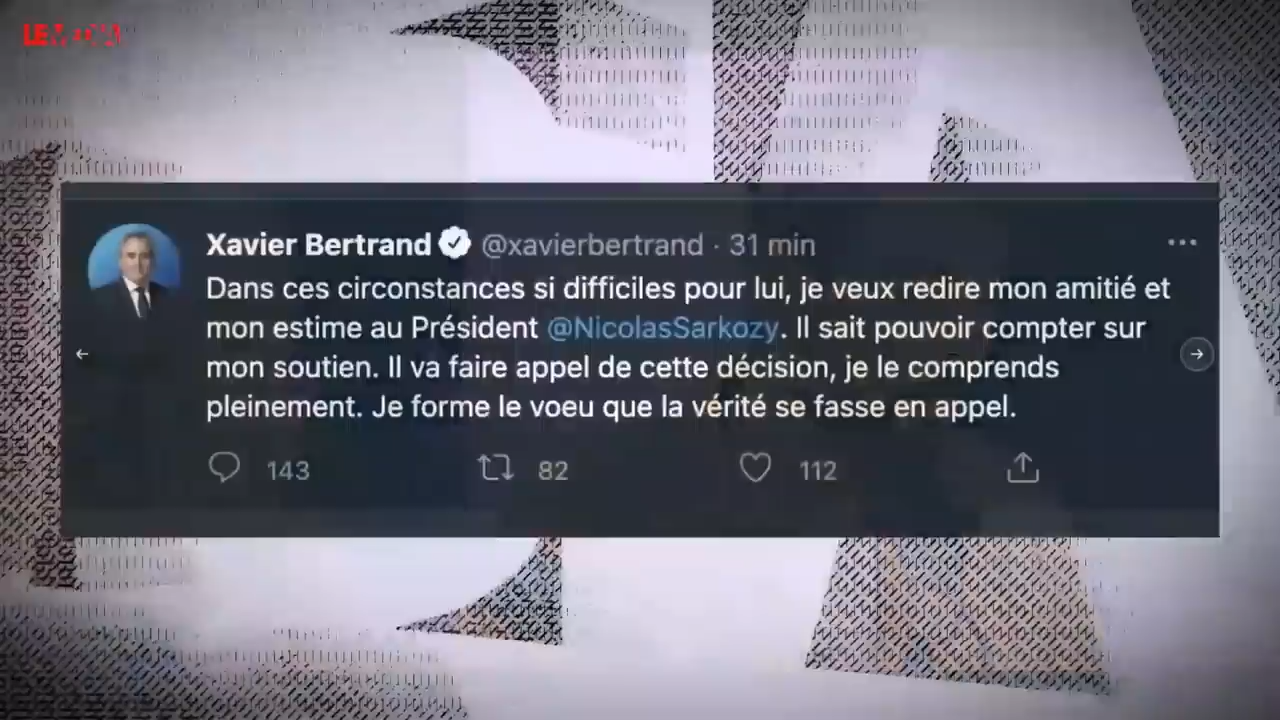 Xavier Bertrand @xavierbertrand · 31 min
Dans ces circonstances si difficiles pour lui, je veux redire mon amitié et
mon estime au Président @NicolasSarkozy. Il sait pouvoir compter sur
mon soutien. Il va faire appel de cette décision, je le comprends
pleinement. Je forme le voeu que la vérité se fasse en appel.
143 82 112